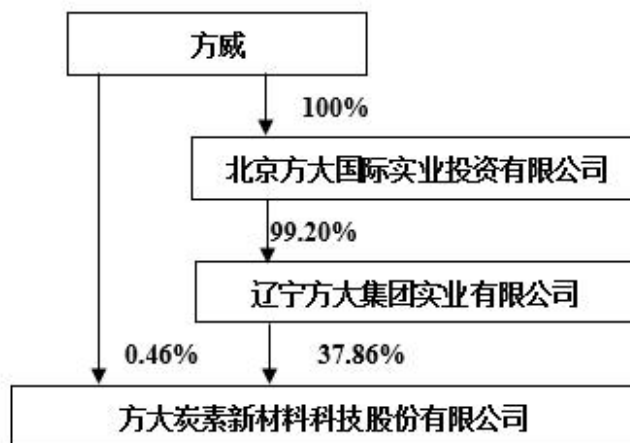 方威
100%
北京方大国际实业投资有限公司
99.20%
辽宁方大集团实业有限公司
0.46%
37.86%
方大炭素新材料科技股份有限公司